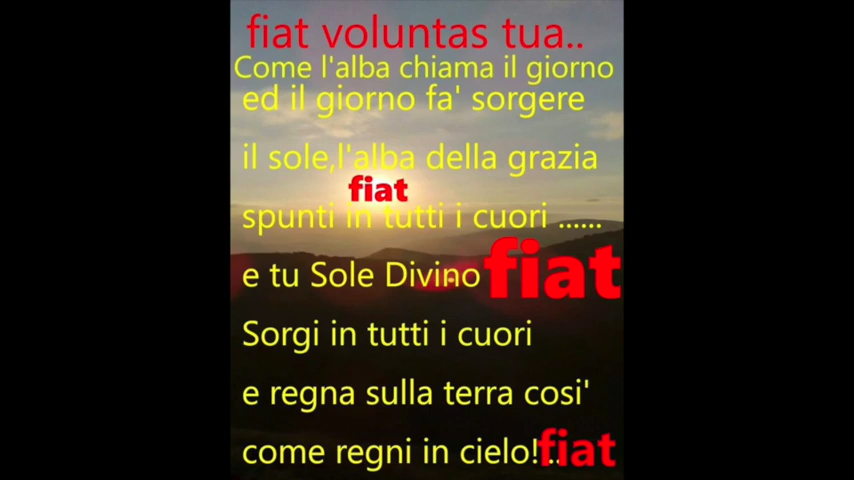 fiat voluntas tua..
Come l'alba chiama il giorno
ed il giorno fa' sorgere
il sole,l'alba della grazia
fiat
spunti in tutti i cuori ......
e tu Sole Divino fiat
Sorgi in tutti i cuori
e regna sulla terra cosi'
come regni in cielo!..fiat